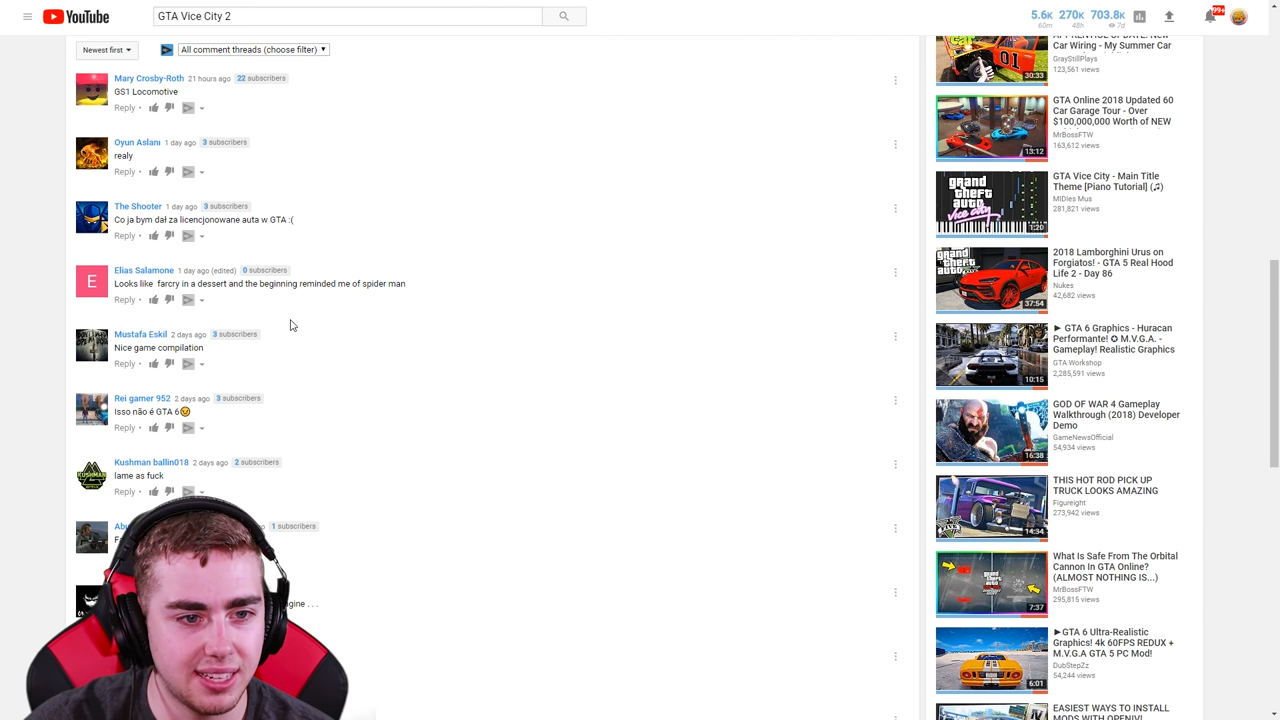 YouTube
GTA Vice City 2
5.6K 270K 703.8K
60m 48h 7d
99+
Newest first
All comment threads (choose filter)
Mary Crosby-Roth 21 hours ago 22 subscribers
GS1 Locomotive
Reply
Oyun Aslanı 1 day ago 3 subscribers
realy
Reply
The Shooter 1 day ago 3 subscribers
Co ja bym dał za licencjonowane auta w GTA :(
Reply
Elias Salamone 1 day ago (edited) 0 subscribers
E
Looks like farcry in a dessert and the beginning reminded me of spider man
Reply
Mustafa Eskil 2 days ago 3 subscribers
Nice game compilation
Reply
Rei gamer 952 2 days ago 3 subscribers
Isso não é GTA 6😉
Reply
Kushman ballin018 2 days ago 2 subscribers
lame as fuck
Reply
1 subscribers
Car Wiring - My Summer Car
GrayStillPlays
123,561 views
01
30:33
GTA Online 2018 Updated 60
Car Garage Tour - Over
$100,000,000 Worth of NEW
MrBossFTW
163,612 views
13:12
GTA Vice City - Main Title
Theme [Piano Tutorial] (♫)
MIDIes Mus
281,821 views
grand
theft
auto
vice city
1:20
2018 Lamborghini Urus on
Forgiatos! - GTA 5 Real Hood
Life 2 - Day 86
Nukes
42,682 views
grand
theft
auto
37:54
► GTA 6 Graphics - Huracan
Performante! ✪ M.V.G.A. -
Gameplay! Realistic Graphics
GTA Workshop
2,285,591 views
10:15
GOD OF WAR 4 Gameplay
Walkthrough (2018) Developer
Demo
GameNewsOfficial
54,934 views
16:38
THIS HOT ROD PICK UP
TRUCK LOOKS AMAZING
Figureight
273,942 views
14:34
What Is Safe From The Orbital
Cannon In GTA Online?
(ALMOST NOTHING IS...)
MrBossFTW
295,815 views
7:37
►GTA 6 Ultra-Realistic
Graphics! 4k 60FPS REDUX +
M.V.G.A GTA 5 PC Mod!
DubStepZz
54,244 views
6:01
EASIEST WAYS TO INSTALL
MODS WITH OPENIV!